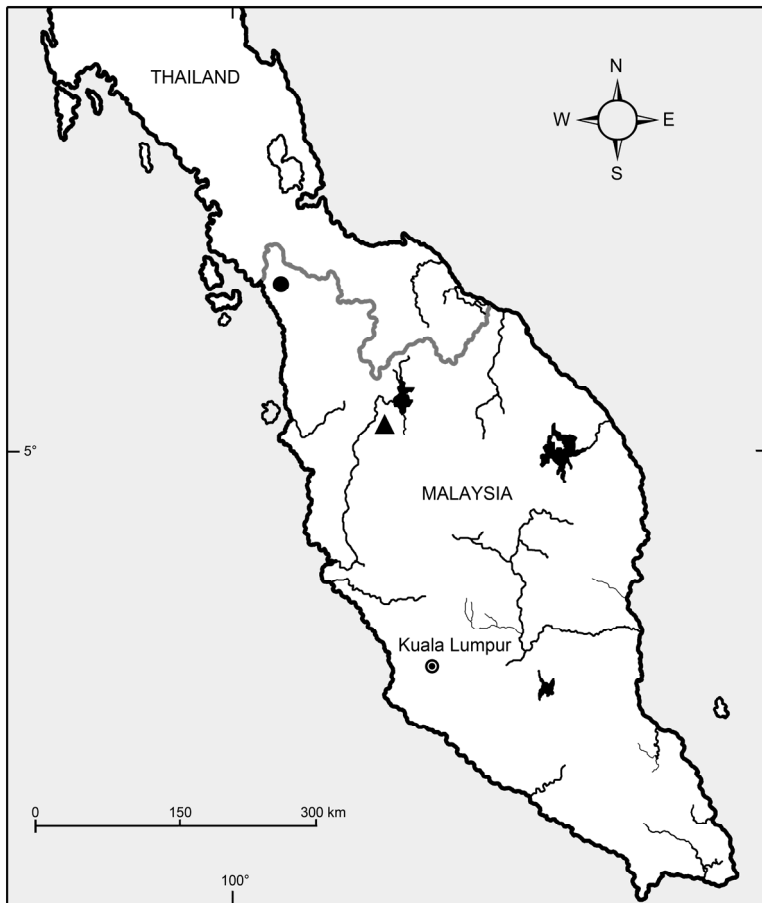 THAILAND
N
W E
S
5°
MALAYSIA
Kuala Lumpur
0 150 300 km
100°